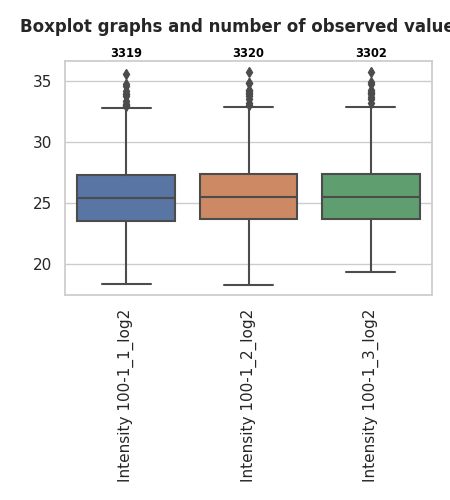 Boxplot graphs and number of observed value
3319 3320 3302
35
30
25
20
Intensity 100-1_1_log2
Intensity 100-1_2_log2
Intensity 100-1_3_log2